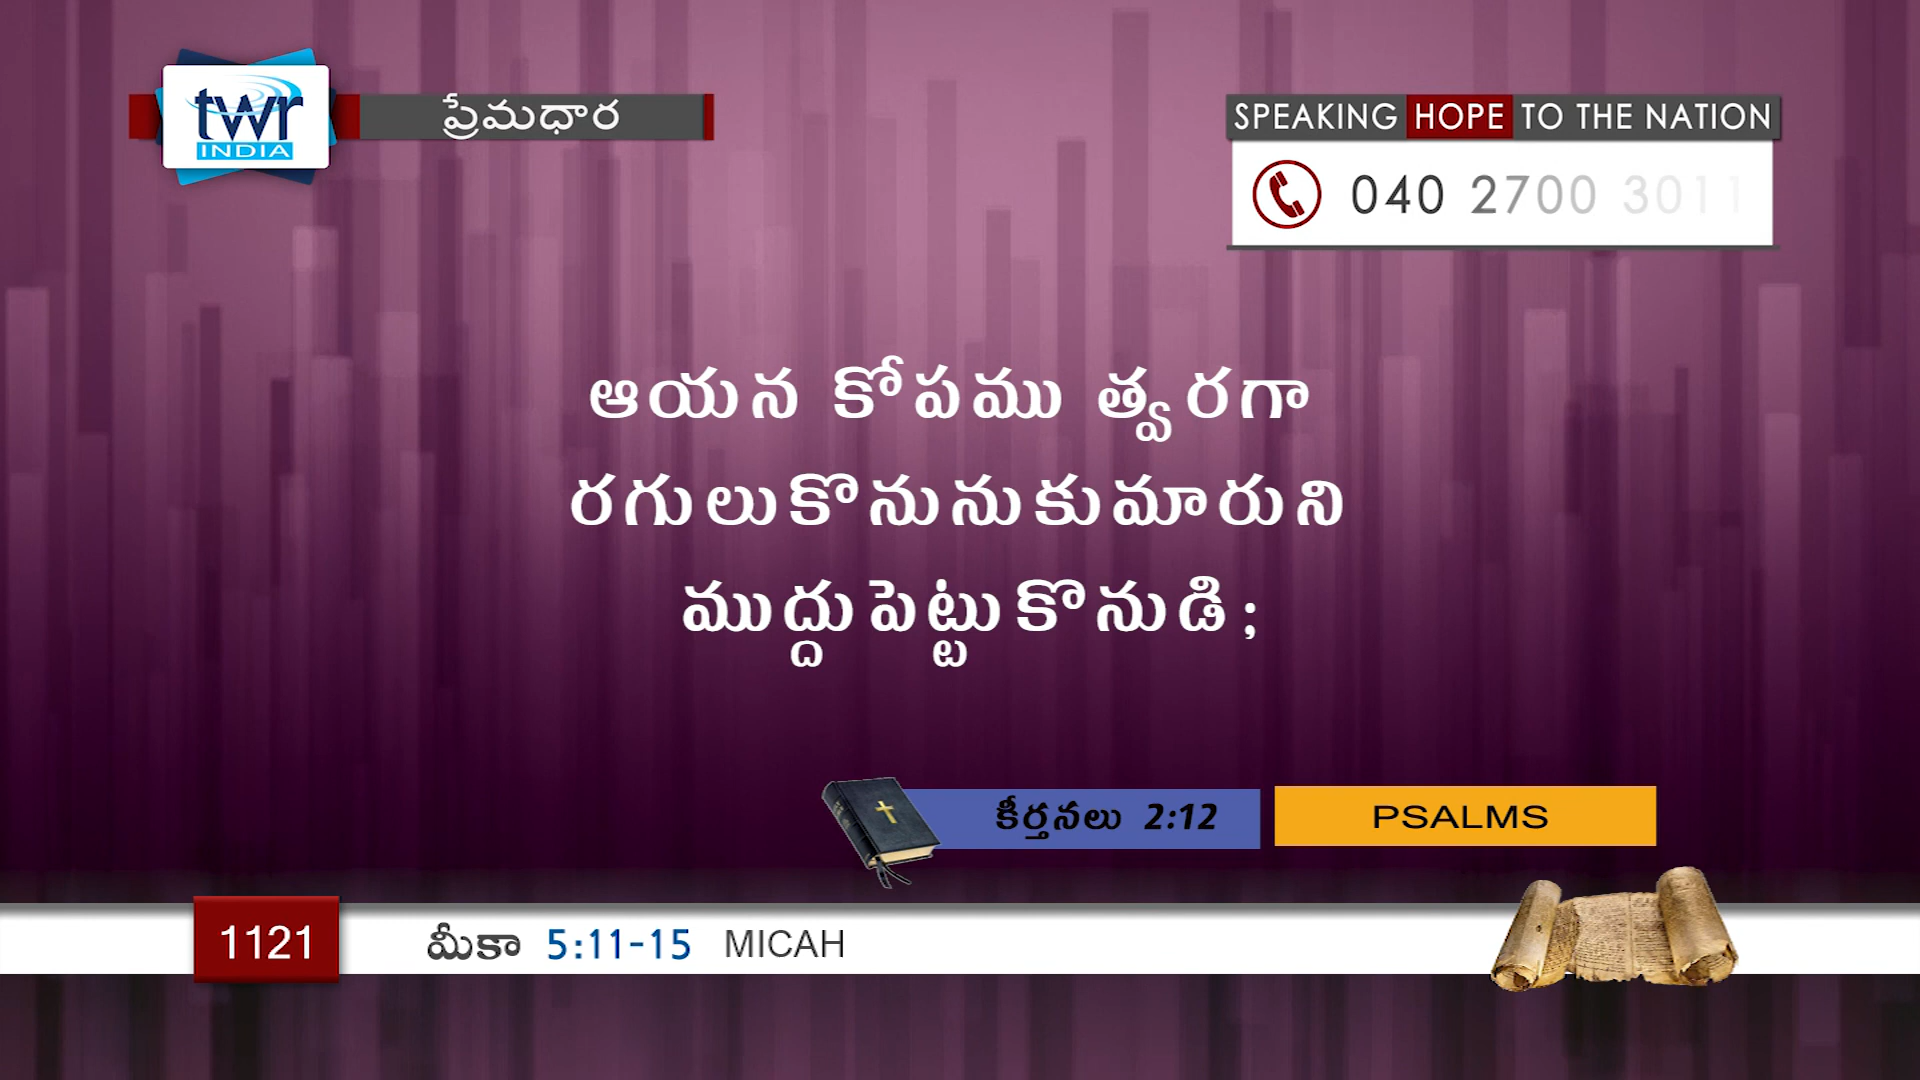 twr
INDIA
ప్రేమధార
SPEAKING HOPE TO THE NATION
040 2700 3011
ఆయన కోపము త్వరగా
రగులుకొనునుకుమారుని
ముద్దుపెట్టుకొనుడి;
కీర్తనలు 2:12
PSALMS
1121
మీకా 5:11-15 MICAH